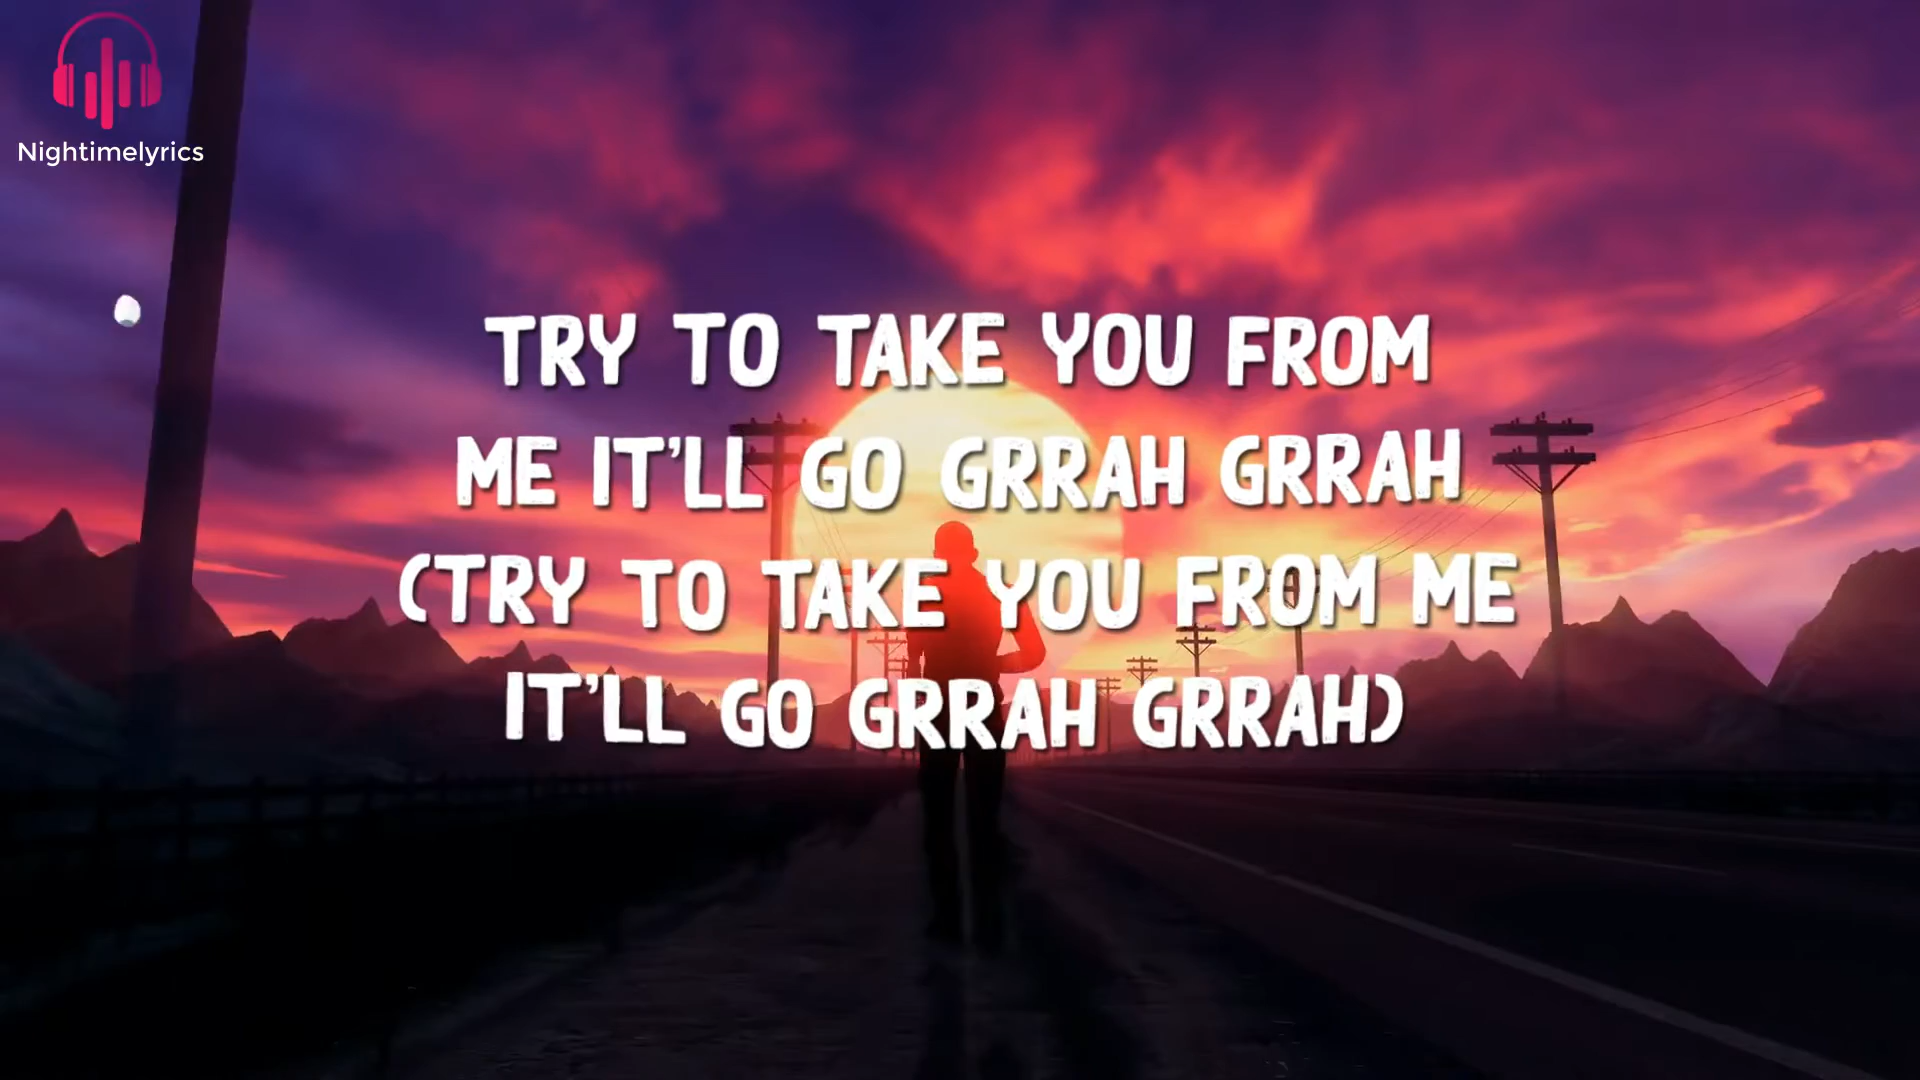 Nightimelyrics
TRY TO TAKE YOU FROM
ME IT'LL GO GRRAH GRRAH
(TRY TO TAKE YOU FROM ME
IT'LL GO GRRAH GRRAH)